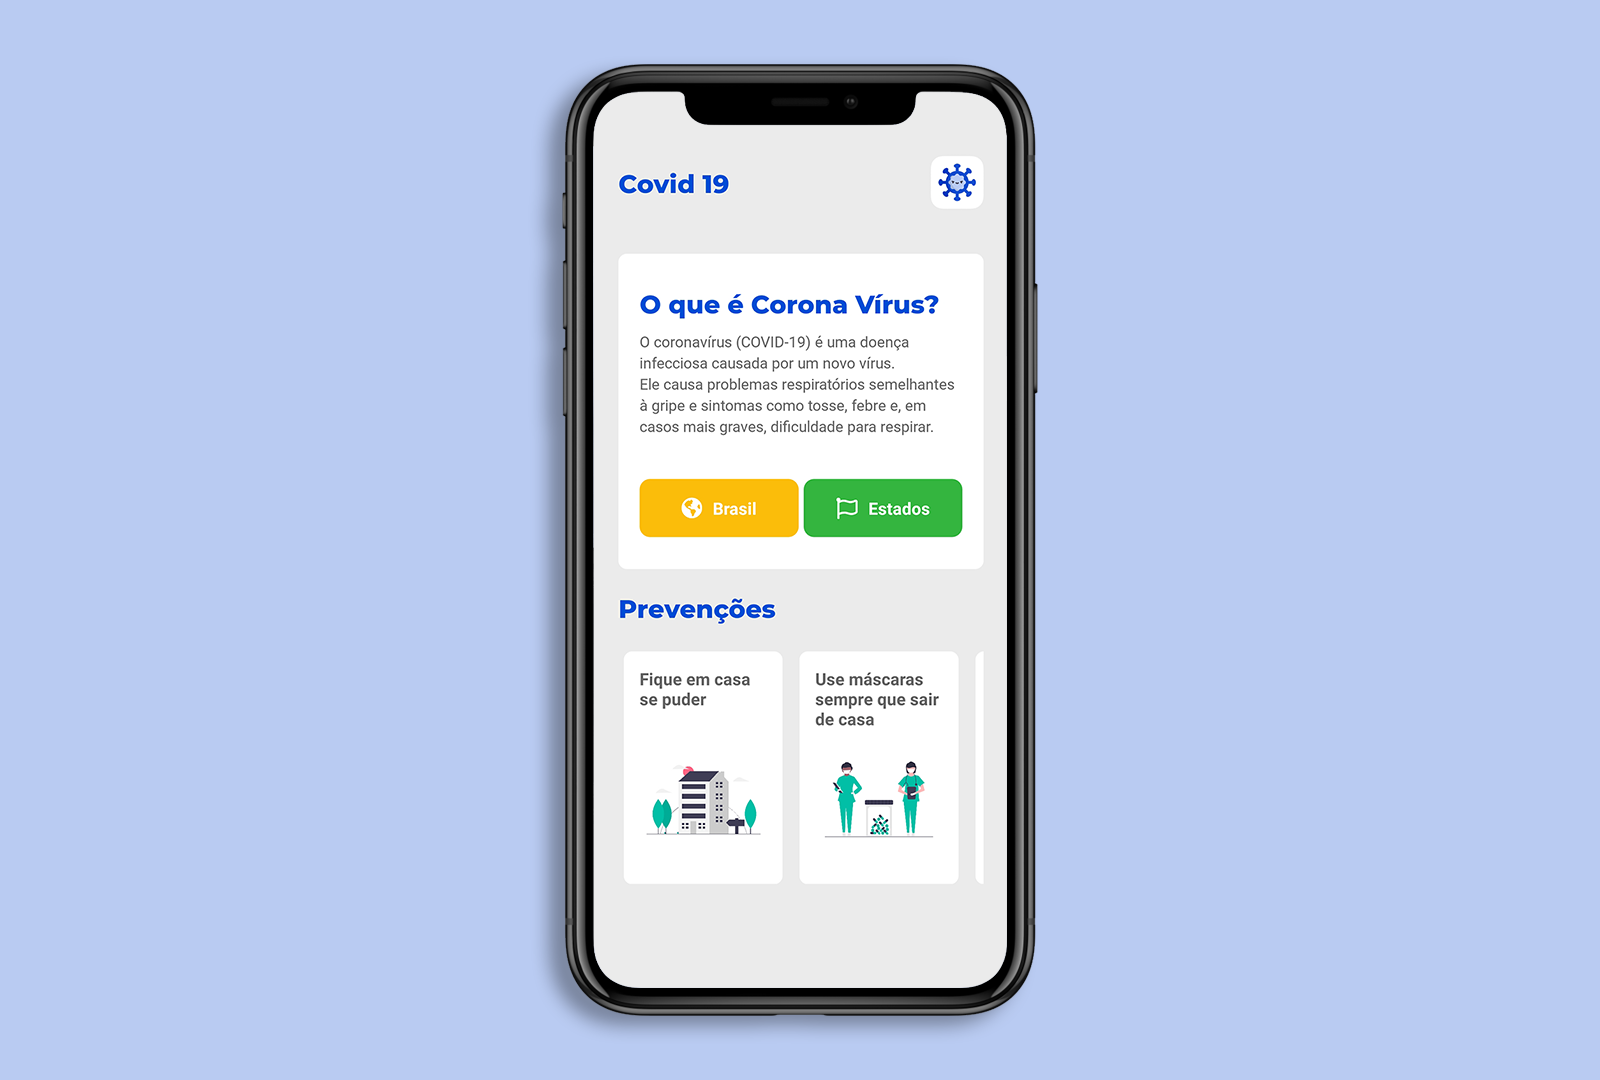 Covid 19
O que é Corona Vírus?
O coronavírus (COVID-19) é uma doença
infecciosa causada por um novo vírus.
Ele causa problemas respiratórios semelhantes
à gripe e sintomas como tosse, febre e, em
casos mais graves, dificuldade para respirar.
Brasil
Estados
Prevenções
Fique em casa
se puder
Use máscaras
sempre que sair
de casa